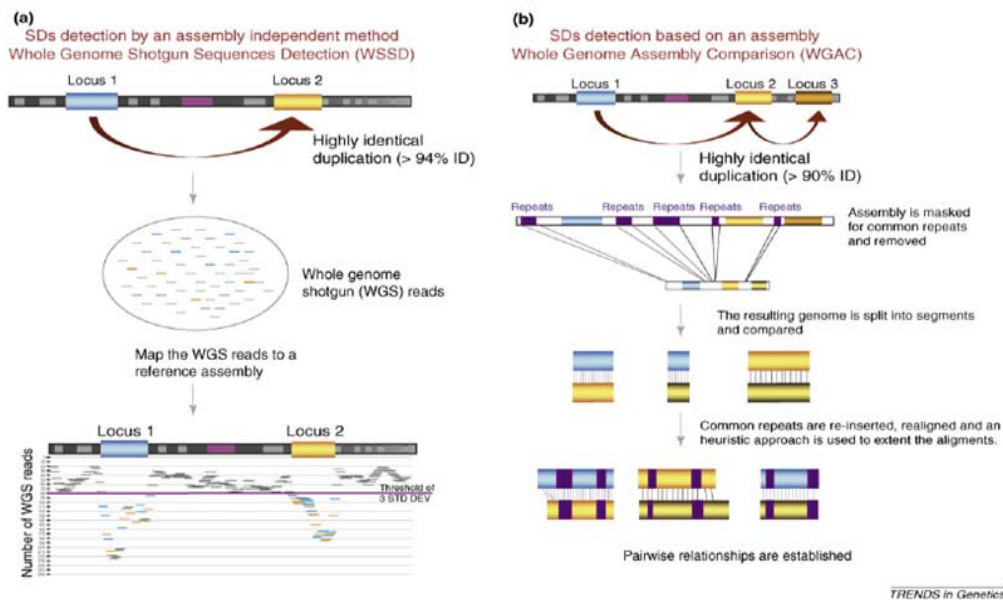 (a)
SDs detection by an assembly independent method
Whole Genome Shotgun Sequences Detection (WSSD)
Locus 1
Locus 2
Highly identical
duplication (> 94% ID)
Whole genome
shotgun (WGS) reads
Map the WGS reads to a
reference assembly
Locus 1
Locus 2
Number of WGS reads
Threshold of
3 STD DEV
(b)
SDs detection based on an assembly
Whole Genome Assembly Comparison (WGAC)
Locus 1
Locus 2
Locus 3
Highly identical
duplication (> 90% ID)
Repeats
Repeats
Repeats
Repeats
Repeats
Assembly is masked
for common repeats
and removed
The resulting genome is split into segments
and compared
Common repeats are re-inserted, realigned and an
heuristic approach is used to extent the aligments.
Pairwise relationships are established
TRENDS in Genetics